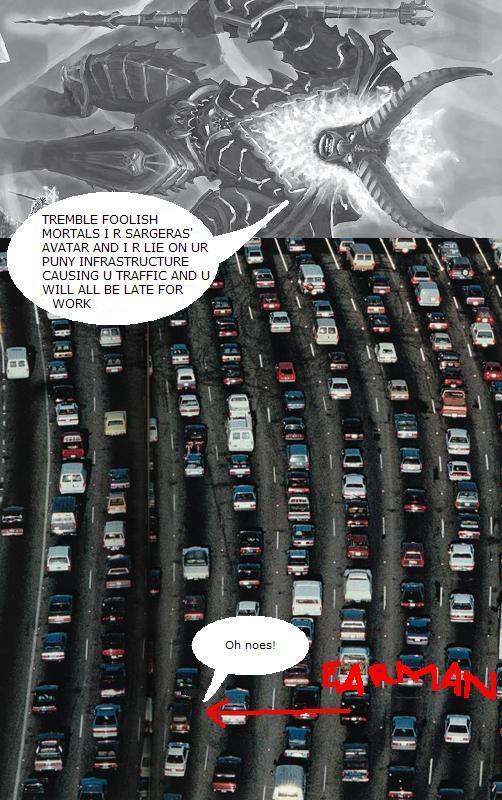 TREMBLE FOOLISH
MORTALS I R SARGERAS'
AVATAR AND I R LIE ON UR
PUNY INFRASTRUCTURE
CAUSING U TRAFFIC AND U
WILL ALL BE LATE FOR
WORK
Oh noes!
EARMAN